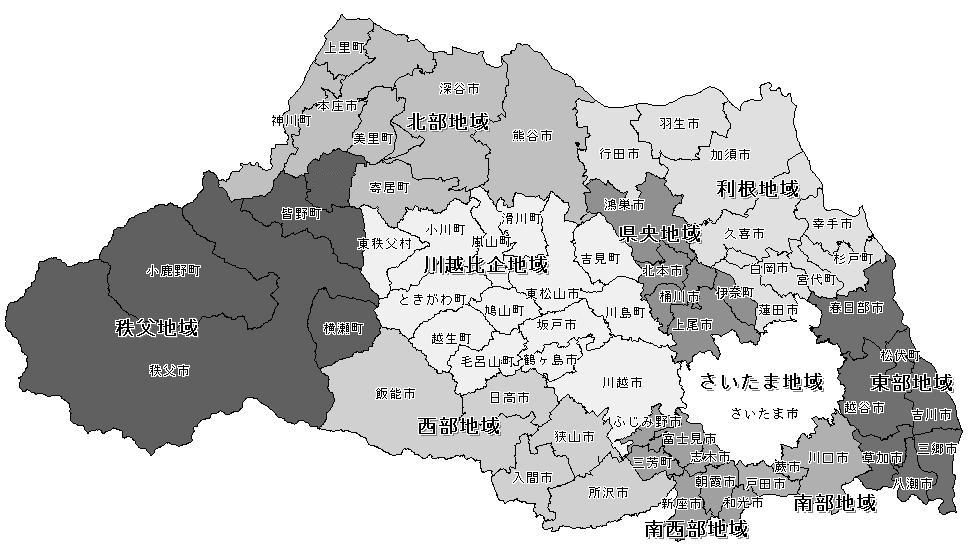 上里町
本庄市
神川町
美里町
深谷市
北部地域
熊谷市
寄居町
羽生市
行田市
加須市
利根地域
久喜市
幸手市
杉戸町
白岡市
宮代町
蓮田市
鴻巣市
県央地域
北本市
桶川市
伊奈町
上尾市
皆野町
小鹿野町
秩父地域
秩父市
横瀬町
東秩父村
小川町
嵐山町
滑川町
吉見町
川越比企地域
ときがわ町
東松山市
鳩山町
川島町
坂戸市
越生町
毛呂山町
鶴ヶ島市
川越市
飯能市
日高市
西部地域
狭山市
入間市
所沢市
ふじみ野市
富士見市
三芳町
志木市
朝霞市
新座市
和光市
南西部地域
さいたま地域
さいたま市
蕨市
戸田市
川口市
南部地域
春日部市
松伏町
東部地域
越谷市
吉川市
草加市
三郷市
八潮市